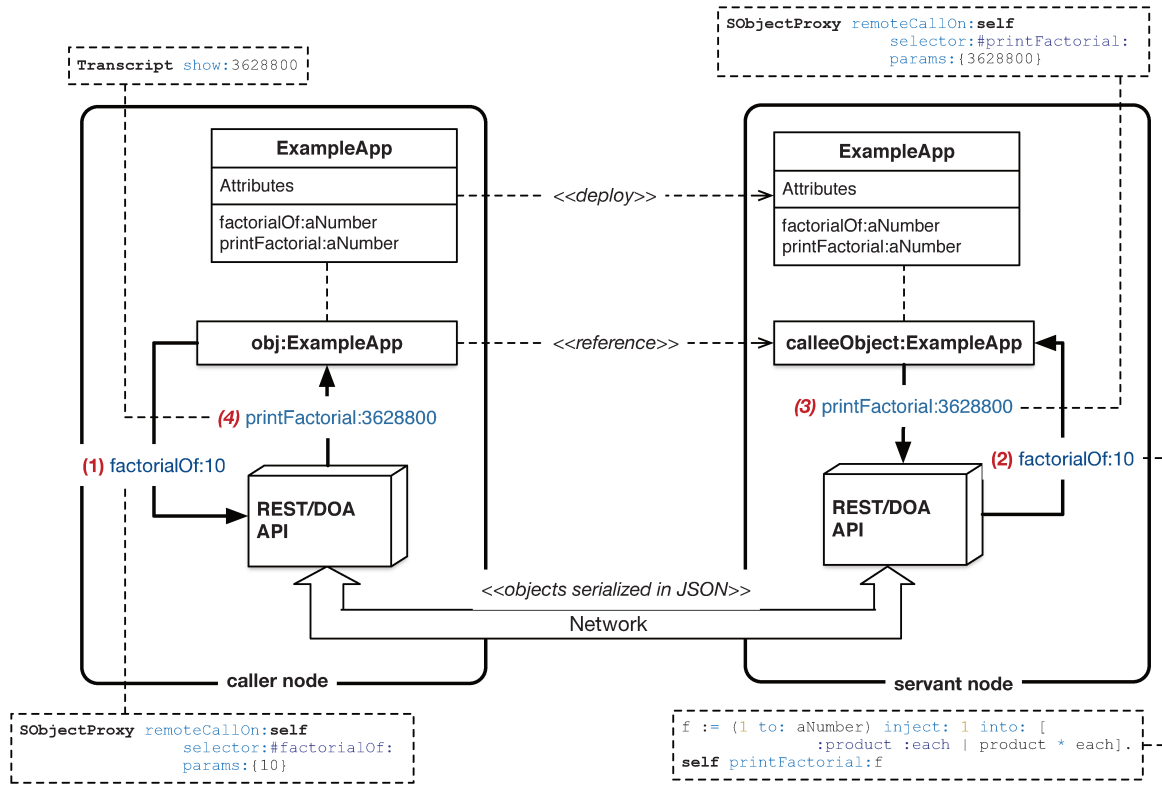 SObjectProxy remoteCallOn:self
selector:#printFactorial:
params:{3628800}
Transcript show:3628800
ExampleApp
Attributes
factorialOf:aNumber
printFactorial:aNumber
<<deploy>>
ExampleApp
Attributes
factorialOf:aNumber
printFactorial:aNumber
obj:ExampleApp
<<reference>>
calleeObject:ExampleApp
(4) printFactorial:3628800
(3) printFactorial:3628800
(1) factorialOf:10
(2) factorialOf:10
REST/DOA
API
REST/DOA
API
<<objects serialized in JSON>>
Network
caller node
servant node
SObjectProxy remoteCallOn:self
selector:#factorialOf:
params:{10}
f := (1 to: aNumber) inject: 1 into: [
:product :each | product * each].
self printFactorial:f